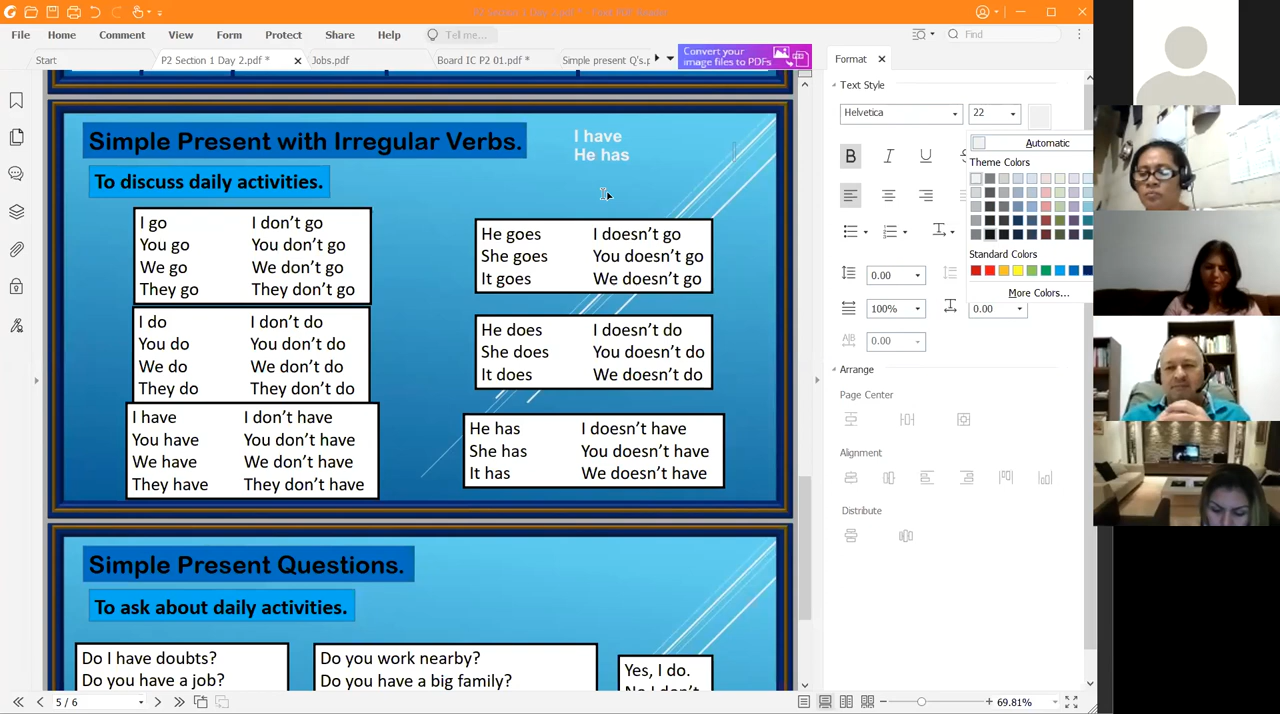 File Home Comment View Form Protect Share Help Tell me... Find
Start P2 Section 1 Day 2.pdf * Jobs.pdf Board IC P2 01.pdf * Simple present Q's.p
Convert your
image files to PDFs
Simple Present with Irregular Verbs.
To discuss daily activities.
I have
He has
I go I don't go
You go You don't go
We go We don't go
They go They don't go
I do I don't do
You do You don't do
We do We don't do
They do They don't do
I have I don't have
You have You don't have
We have We don't have
They have They don't have
He goes I doesn't go
She goes You doesn't go
It goes We doesn't go
He does I doesn't do
She does You doesn't do
It does We doesn't do
He has I doesn't have
She has You doesn't have
It has We doesn't have
Simple Present Questions.
To ask about daily activities.
Do I have doubts?
Do you have a job?
Do you work nearby?
Do you have a big family?
Yes, I do.
No I don't
5 / 6
69.81%
Format
Text Style
Helvetica 22
Automatic
Theme Colors
Standard Colors
More Colors...
B I U
0.00
100% 0.00
0.00
Arrange
Page Center
Alignment
Distribute